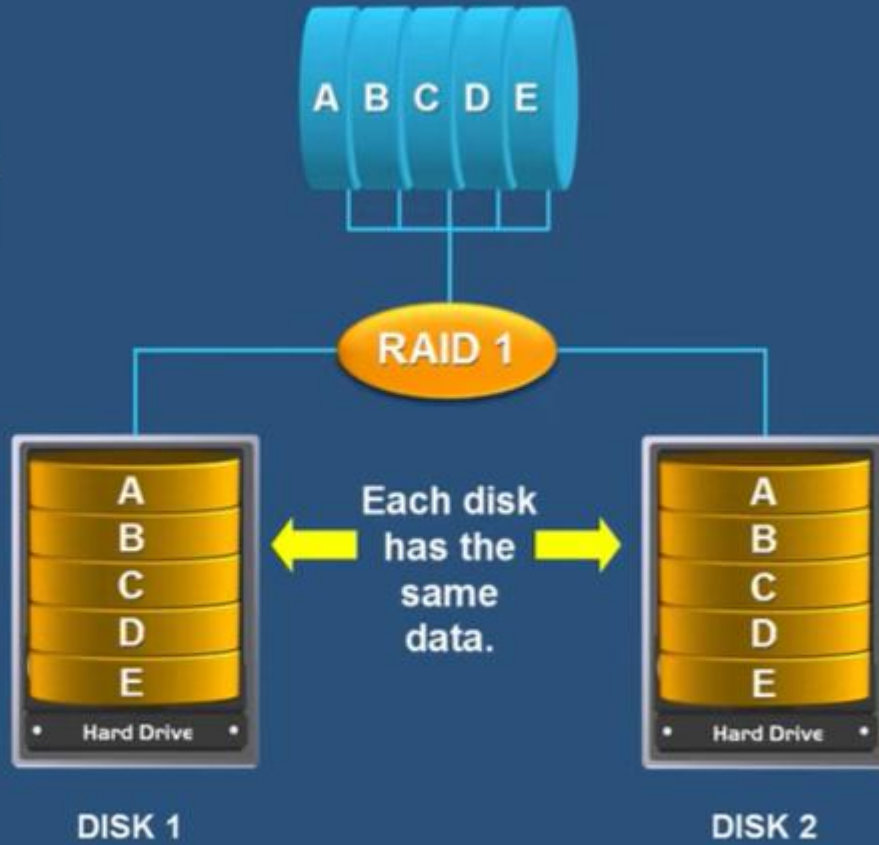 A B C D E
RAID 1
A
B
C
D
E
Hard Drive
DISK 1
Each disk
has the
same
data.
A
B
C
D
E
Hard Drive
DISK 2